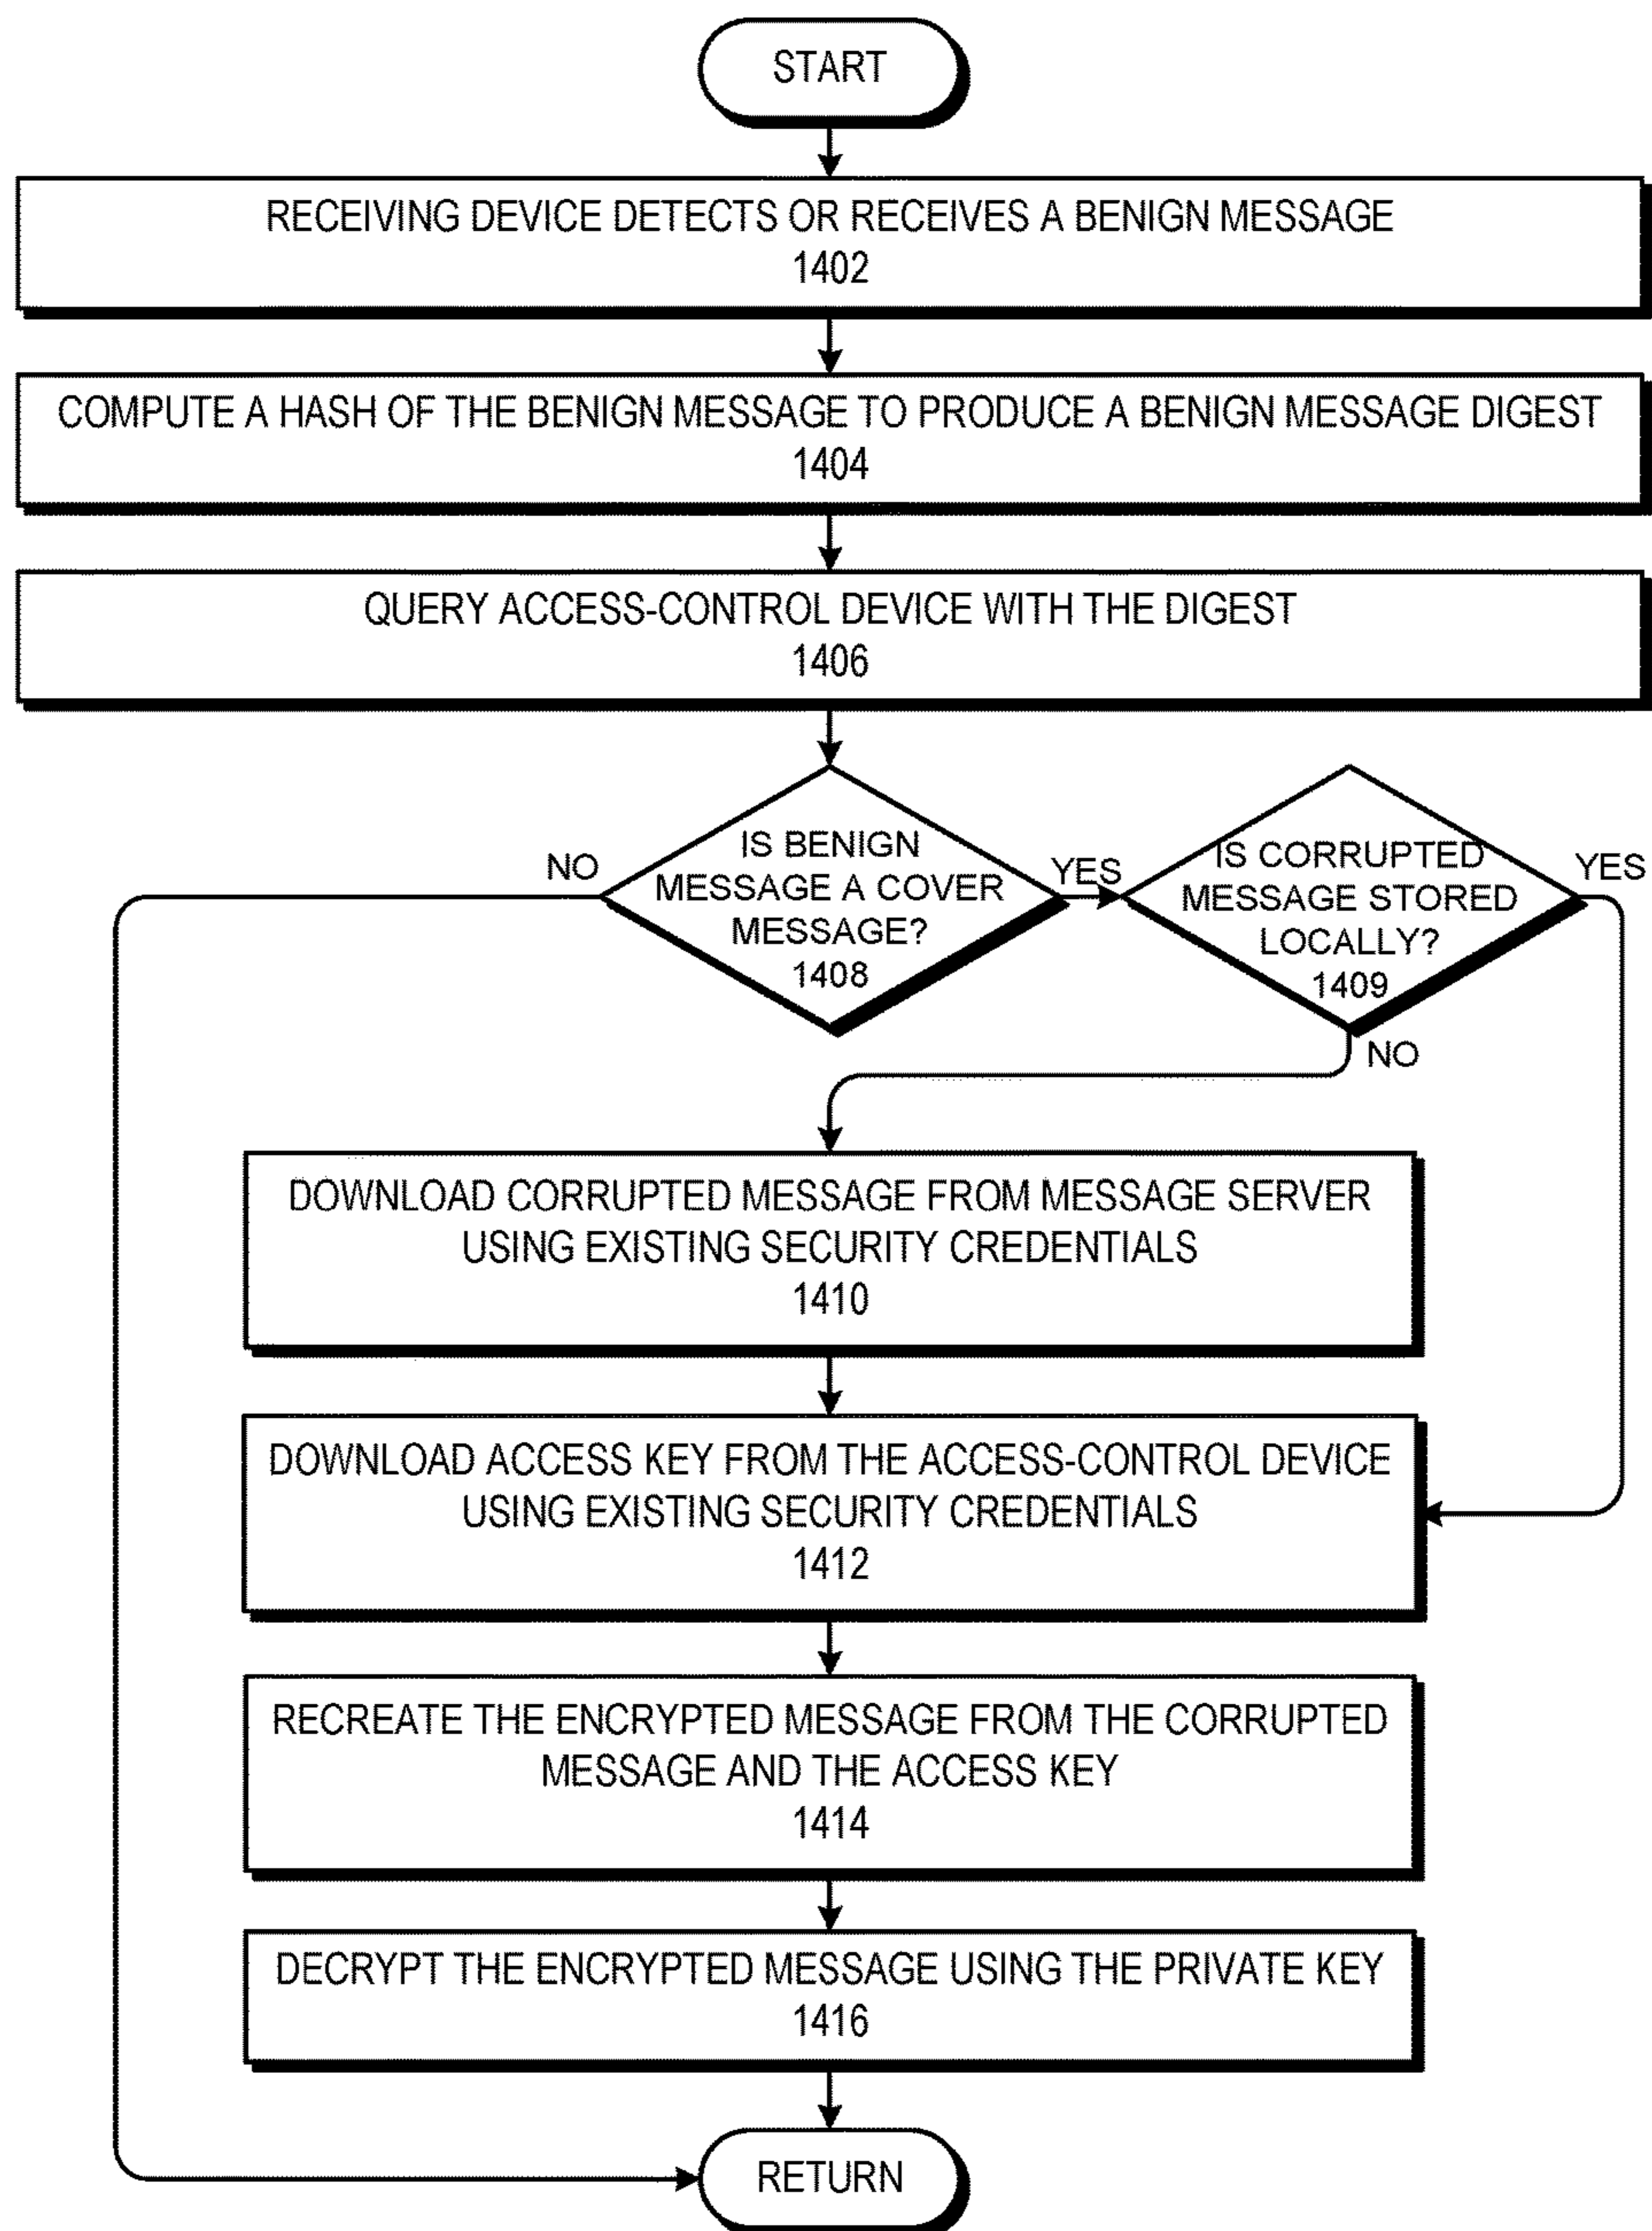 START
RECEIVING DEVICE DETECTS OR RECEIVES A BENIGN MESSAGE
1402
COMPUTE A HASH OF THE BENIGN MESSAGE TO PRODUCE A BENIGN MESSAGE DIGEST
1404
QUERY ACCESS-CONTROL DEVICE WITH THE DIGEST
1406
NO
IS BENIGN
MESSAGE A COVER
MESSAGE?
1408
YES
IS CORRUPTED
MESSAGE STORED
LOCALLY?
1409
YES
NO
DOWNLOAD CORRUPTED MESSAGE FROM MESSAGE SERVER
USING EXISTING SECURITY CREDENTIALS
1410
DOWNLOAD ACCESS KEY FROM THE ACCESS-CONTROL DEVICE
USING EXISTING SECURITY CREDENTIALS
1412
RECREATE THE ENCRYPTED MESSAGE FROM THE CORRUPTED
MESSAGE AND THE ACCESS KEY
1414
DECRYPT THE ENCRYPTED MESSAGE USING THE PRIVATE KEY
1416
RETURN